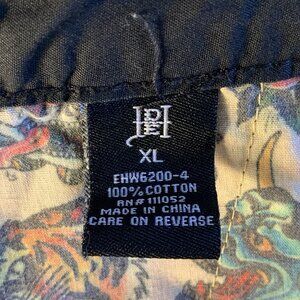 XL
EHW6200-4
100% COTTON
RN# 111052
MADE IN CHINA
CARE ON REVERSE